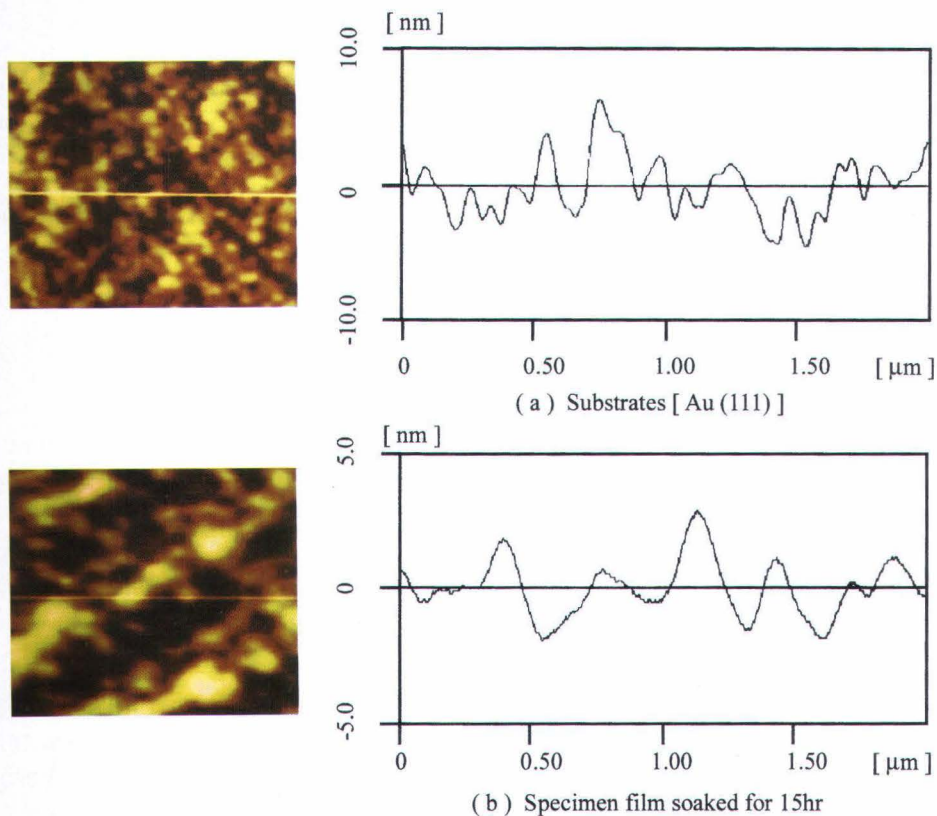 [ nm ]
10.0
0
-10.0
0 0.50 1.00 1.50 [ μm ]
( a ) Substrates [ Au (111) ]
[ nm ]
5.0
0
-5.0
0 0.50 1.00 1.50 [ μm ]
( b ) Specimen film soaked for 15hr